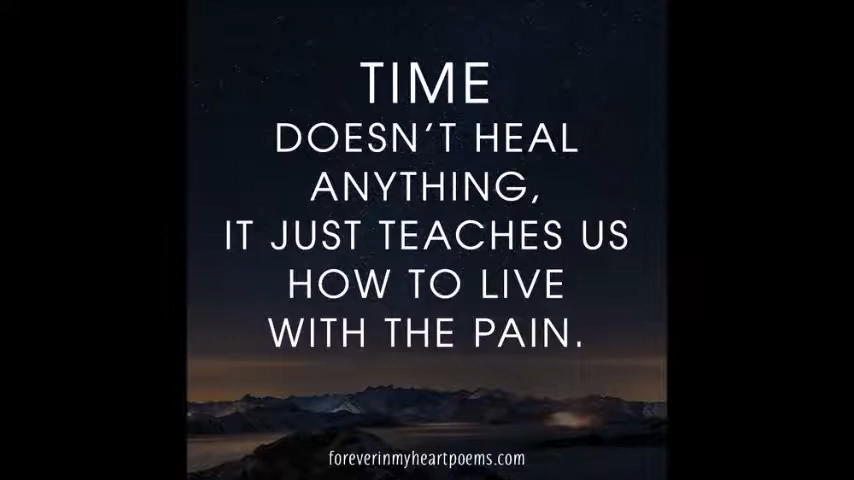 TIME
DOESN'T HEAL
ANYTHING,
IT JUST TEACHES US
HOW TO LIVE
WITH THE PAIN.
foreverinmyheartpoems.com